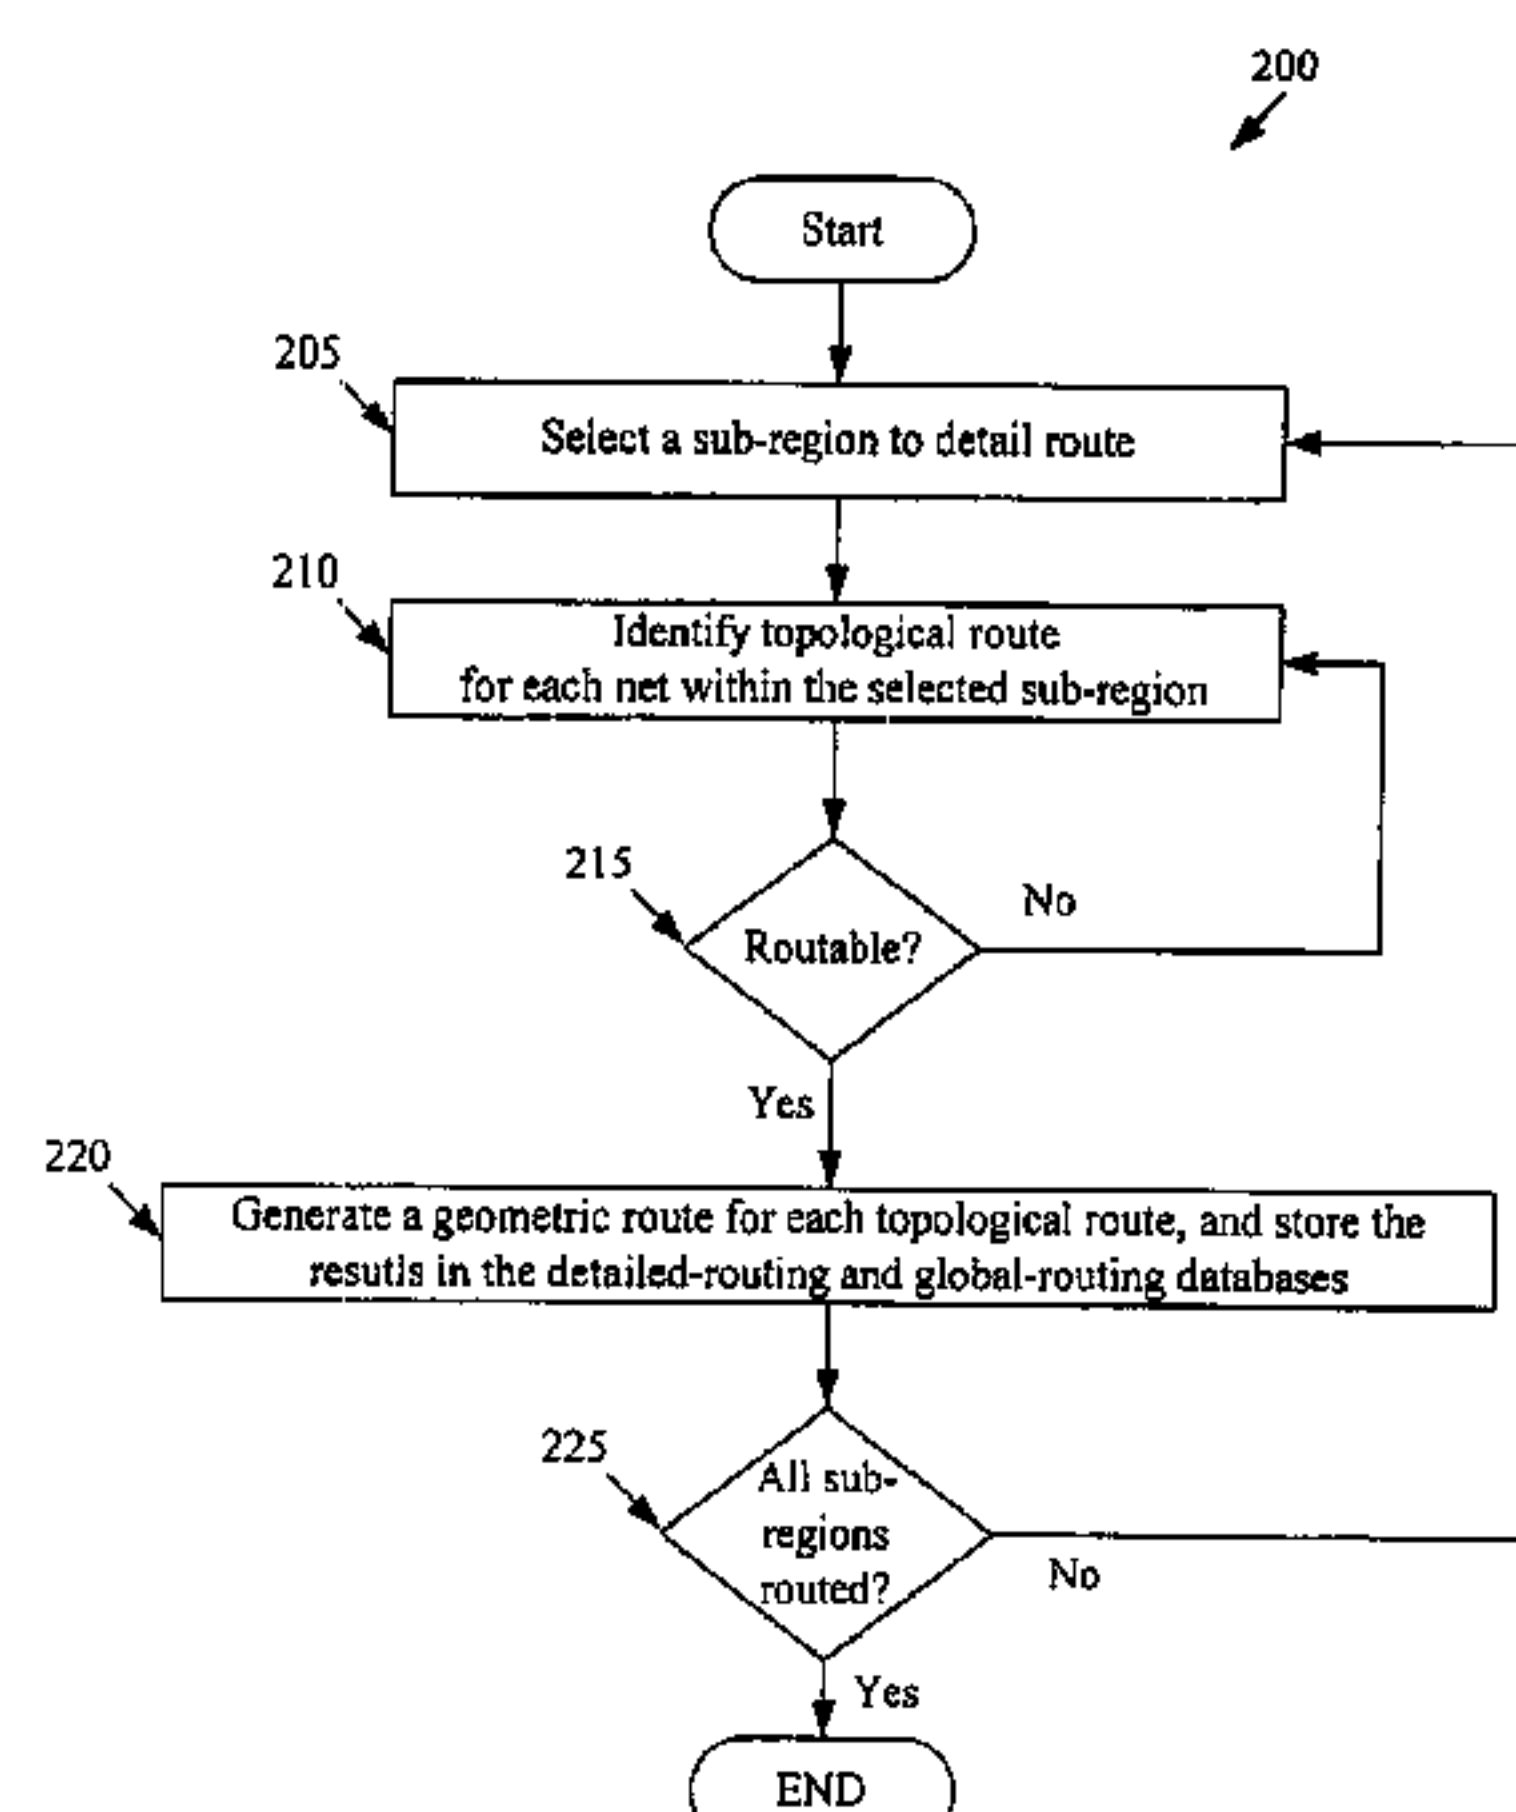 200
Start
205
Select a sub-region to detail route
210
Identify topological route
for each net within the selected sub-region
215
Routable?
No
Yes
220
Generate a geometric route for each topological route, and store the
resutls in the detailed-routing and global-routing databases
225
All sub-
regions
routed?
No
Yes
END